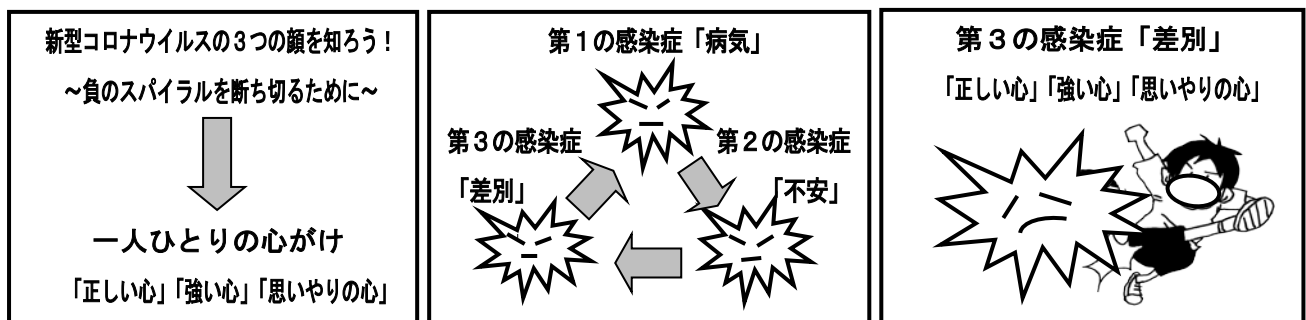 新型コロナウイルスの３つの顔を知ろう！
～負のスパイラルを断ち切るために～
一人ひとりの心がけ
「正しい心」「強い心」「思いやりの心」
第１の感染症「病気」
第３の感染症
「差別」
第２の感染症
「不安」
第３の感染症「差別」
「正しい心」「強い心」「思いやりの心」